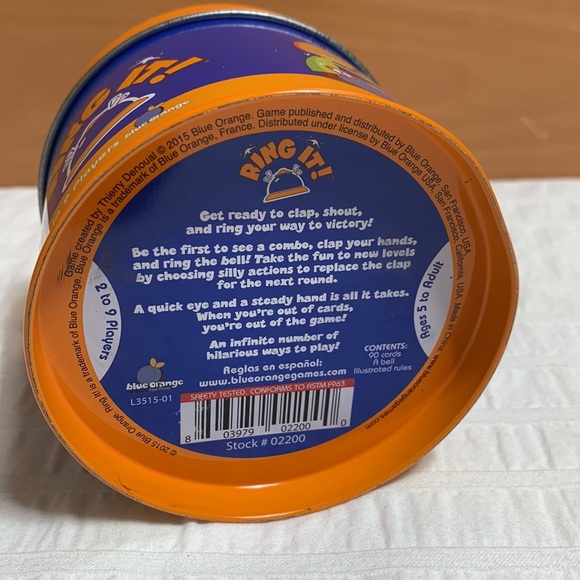 RING IT!
Players
blue orange
Game created by Thierry Denoual © 2015 Blue Orange. Game published and distributed by Blue Orange, San Francisco, USA.
Ring It! is a trademark of Blue Orange, France. Distributed under license by Blue Orange USA, San Francisco, California, USA. Made in China.
www.blueorangegames.com
© 2015 Blue Orange. Ring It! is a trademark of Blue Orange.
RING IT!
Get ready to clap, shout,
and ring your way to victory!
Be the first to see a combo, clap your hands,
and ring the bell! Take the fun to new levels
by choosing silly actions to replace the clap
for the next round.
A quick eye and a steady hand is all it takes.
When you're out of cards,
you're out of the game!
An infinite number of
hilarious ways to play!
2 to 9 Players
Ages 5 to Adult
CONTENTS:
90 cards
A bell
Illustrated rules
Reglas en español:
www.blueorangegames.com
blue orange
L3515-01
SAFETY TESTED. CONFORMS TO ASTM F963
8 03979 02200 0
Stock # 02200